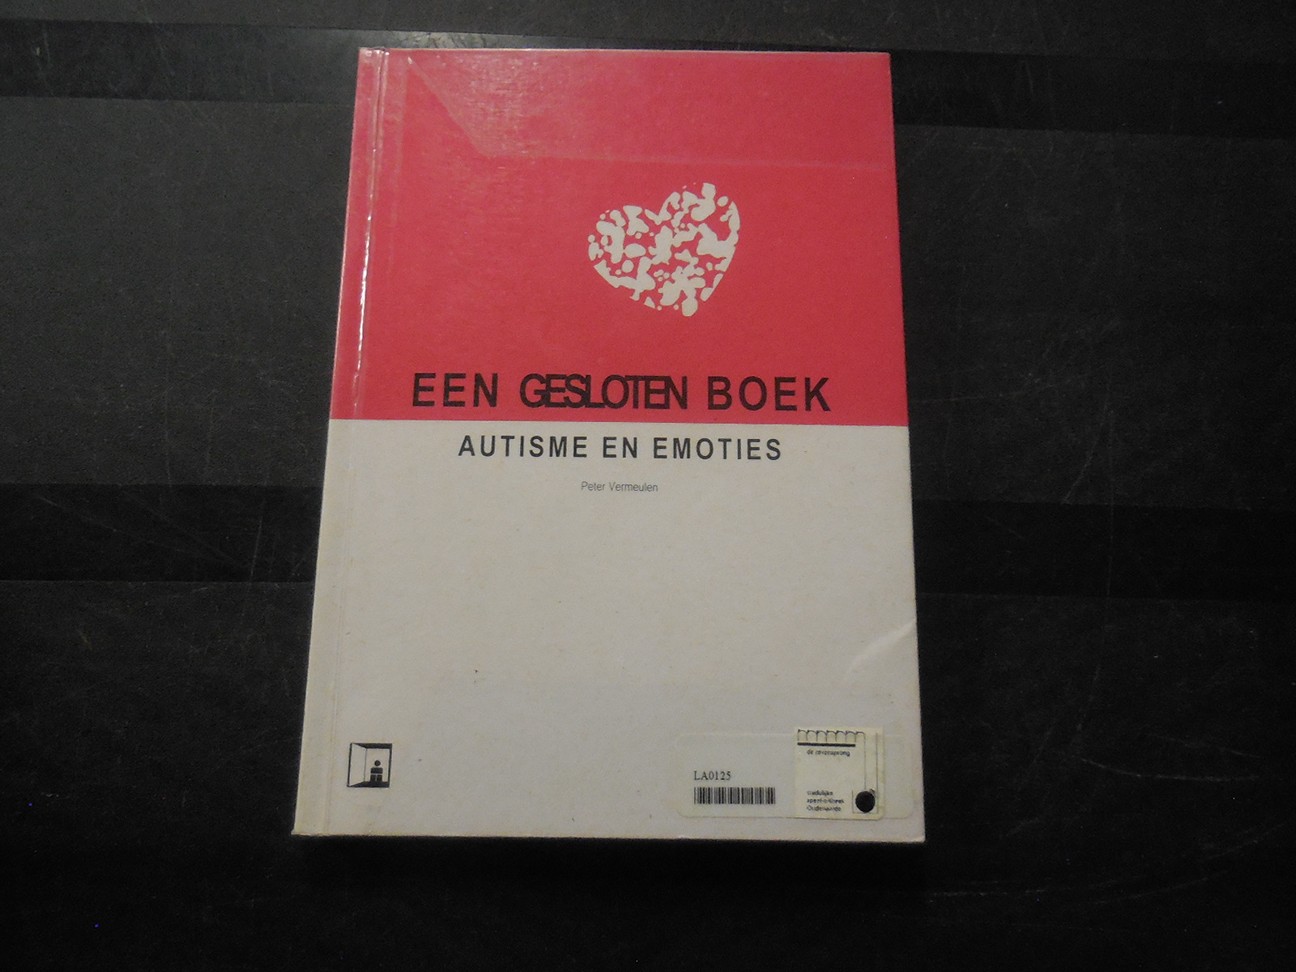 EEN GESLOTEN BOEK
AUTISME EN EMOTIES
Peter Vermeulen
LA0125